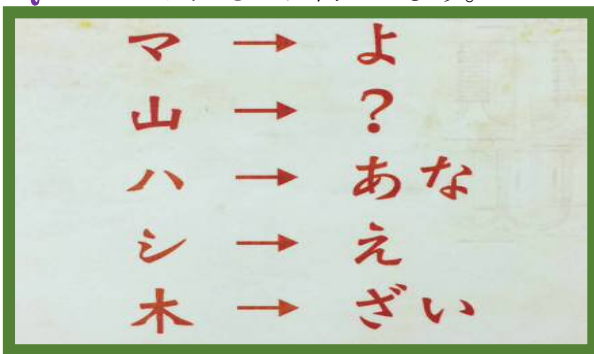 マ → よ
山 → ?
ハ → あな
シ → え
木 → ざい